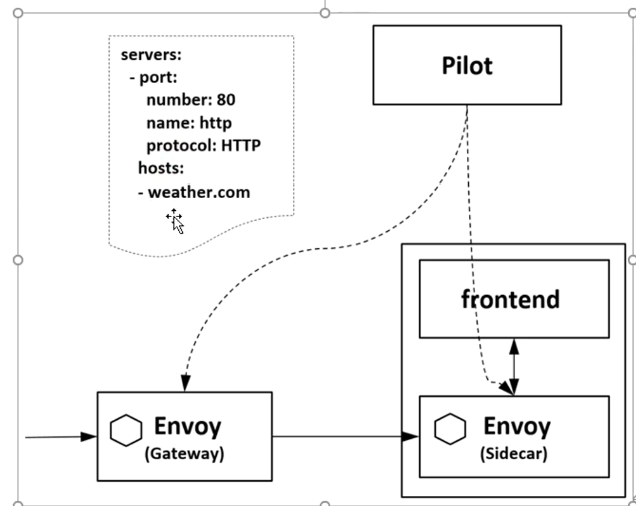 servers:
- port:
number: 80
name: http
protocol: HTTP
hosts:
- weather.com
Pilot
frontend
Envoy
(Gateway)
Envoy
(Sidecar)